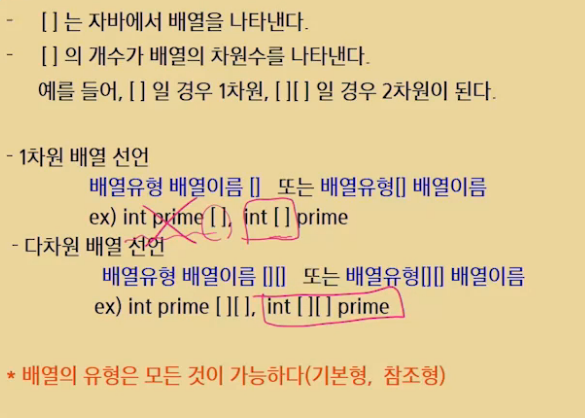 - [ ] 는 자바에서 배열을 나타낸다.
- [ ] 의 개수가 배열의 차원수를 나타낸다.
예를 들어, [ ] 일 경우 1차원, [ ][ ] 일 경우 2차원이 된다.
- 1차원 배열 선언
배열유형 배열이름 [] 또는 배열유형[] 배열이름
ex) int prime [ ], int [ ] prime
- 다차원 배열 선언
배열유형 배열이름 [][] 또는 배열유형[][] 배열이름
ex) int prime [ ][ ], int [ ][ ] prime
* 배열의 유형은 모든 것이 가능하다(기본형, 참조형)